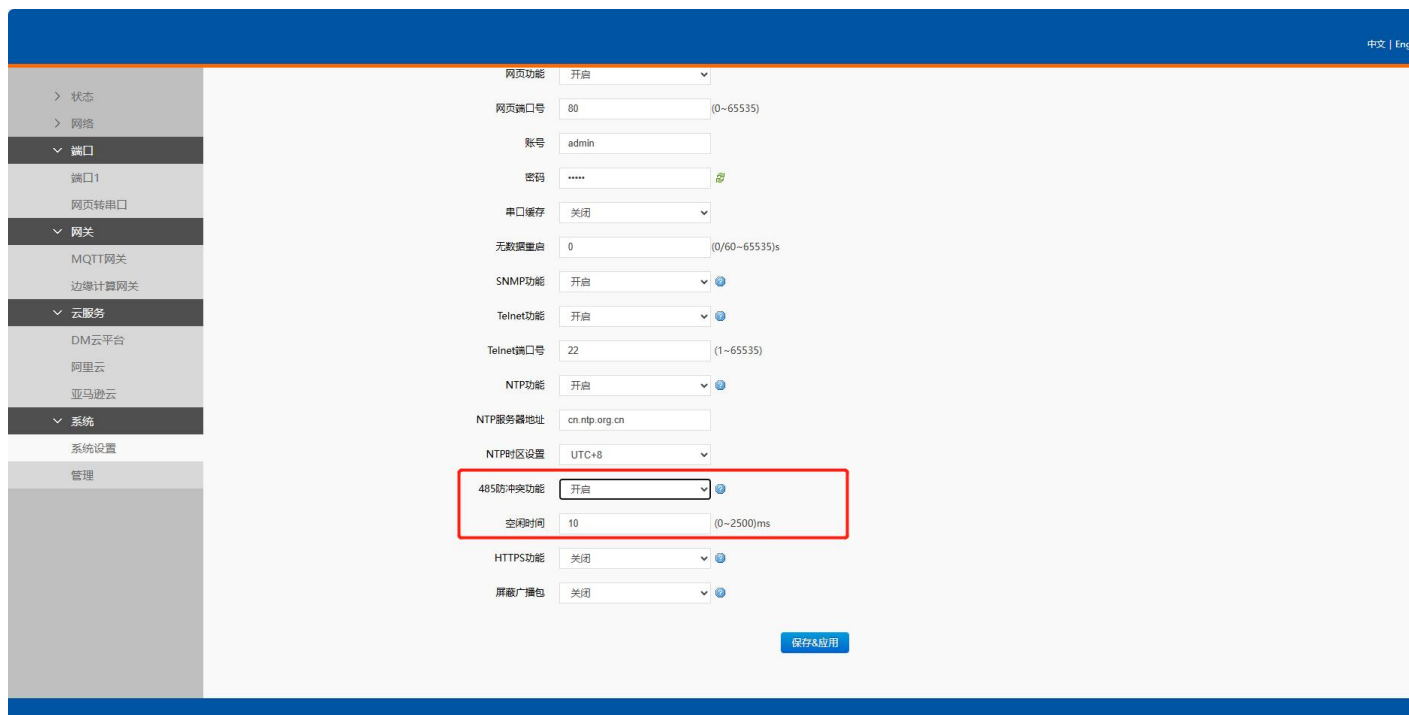 中文 | Eng
状态
网络
端口
端口1
网页转串口
网关
MQTT网关
边缘计算网关
云服务
DM云平台
阿里云
亚马逊云
系统
系统设置
管理
网页功能 开启
网页端口号 80 (0~65535)
账号 admin
密码 •••••
串口缓存 关闭
无数据重启 0 (0/60~65535)s
SNMP功能 开启
Telnet功能 开启
Telnet端口号 22 (1~65535)
NTP功能 开启
NTP服务器地址 cn.ntp.org.cn
NTP时区设置 UTC+8
485防冲突功能 开启
空闲时间 10 (0~2500)ms
HTTPS功能 关闭
屏蔽广播包 关闭
保存&应用